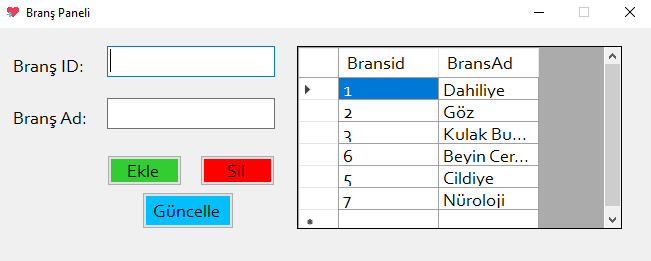 Branş Paneli
Branş ID:
Branş Ad:
Ekle
Sil
Güncelle
Bransid BransAd
1 Dahiliye
2 Göz
3 Kulak Bu...
6 Beyin Cer...
5 Cildiye
7 Nüroloji